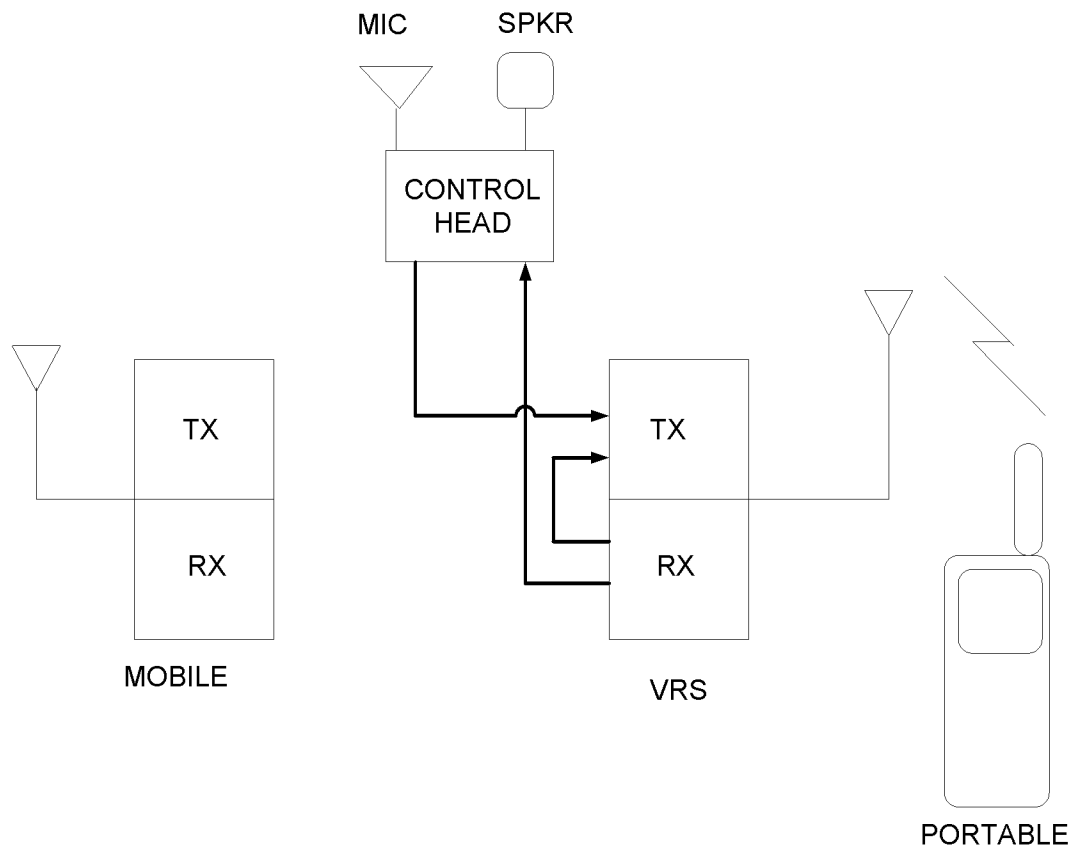 MIC
SPKR
CONTROL
HEAD
TX
TX
RX
RX
MOBILE
VRS
PORTABLE